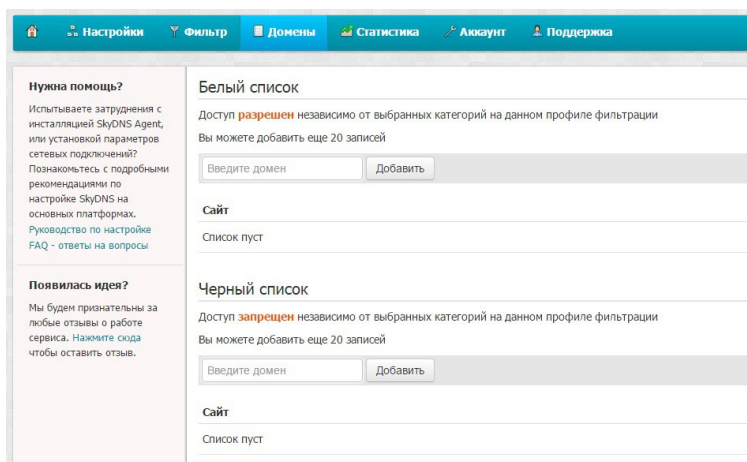 Настройки Фильтр Домены Статистика Аккаунт Поддержка
Нужна помощь?
Испытываете затруднения с
инсталляцией SkyDNS Agent,
или установкой параметров
сетевых подключений?
Познакомьтесь с подробными
рекомендациями по
настройке SkyDNS на
основных платформах.
Руководство по настройке
FAQ - ответы на вопросы
Появилась идея?
Мы будем признательны за
любые отзывы о работе
сервиса. Нажмите сюда
чтобы оставить отзыв.
Белый список
Доступ разрешен независимо от выбранных категорий на данном профиле фильтрации
Вы можете добавить еще 20 записей
Введите домен Добавить
Сайт
Список пуст
Черный список
Доступ запрещен независимо от выбранных категорий на данном профиле фильтрации
Вы можете добавить еще 20 записей
Введите домен Добавить
Сайт
Список пуст